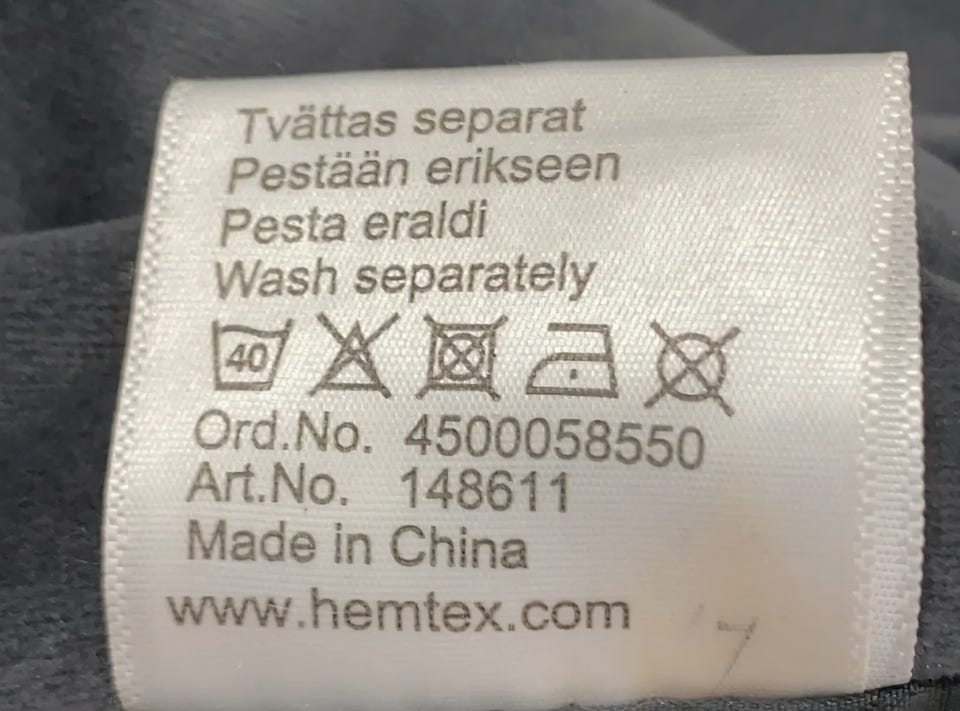 Tvättas separat
Pestään erikseen
Pesta eraldi
Wash separately
40
Ord.No. 4500058550
Art.No. 148611
Made in China
www.hemtex.com